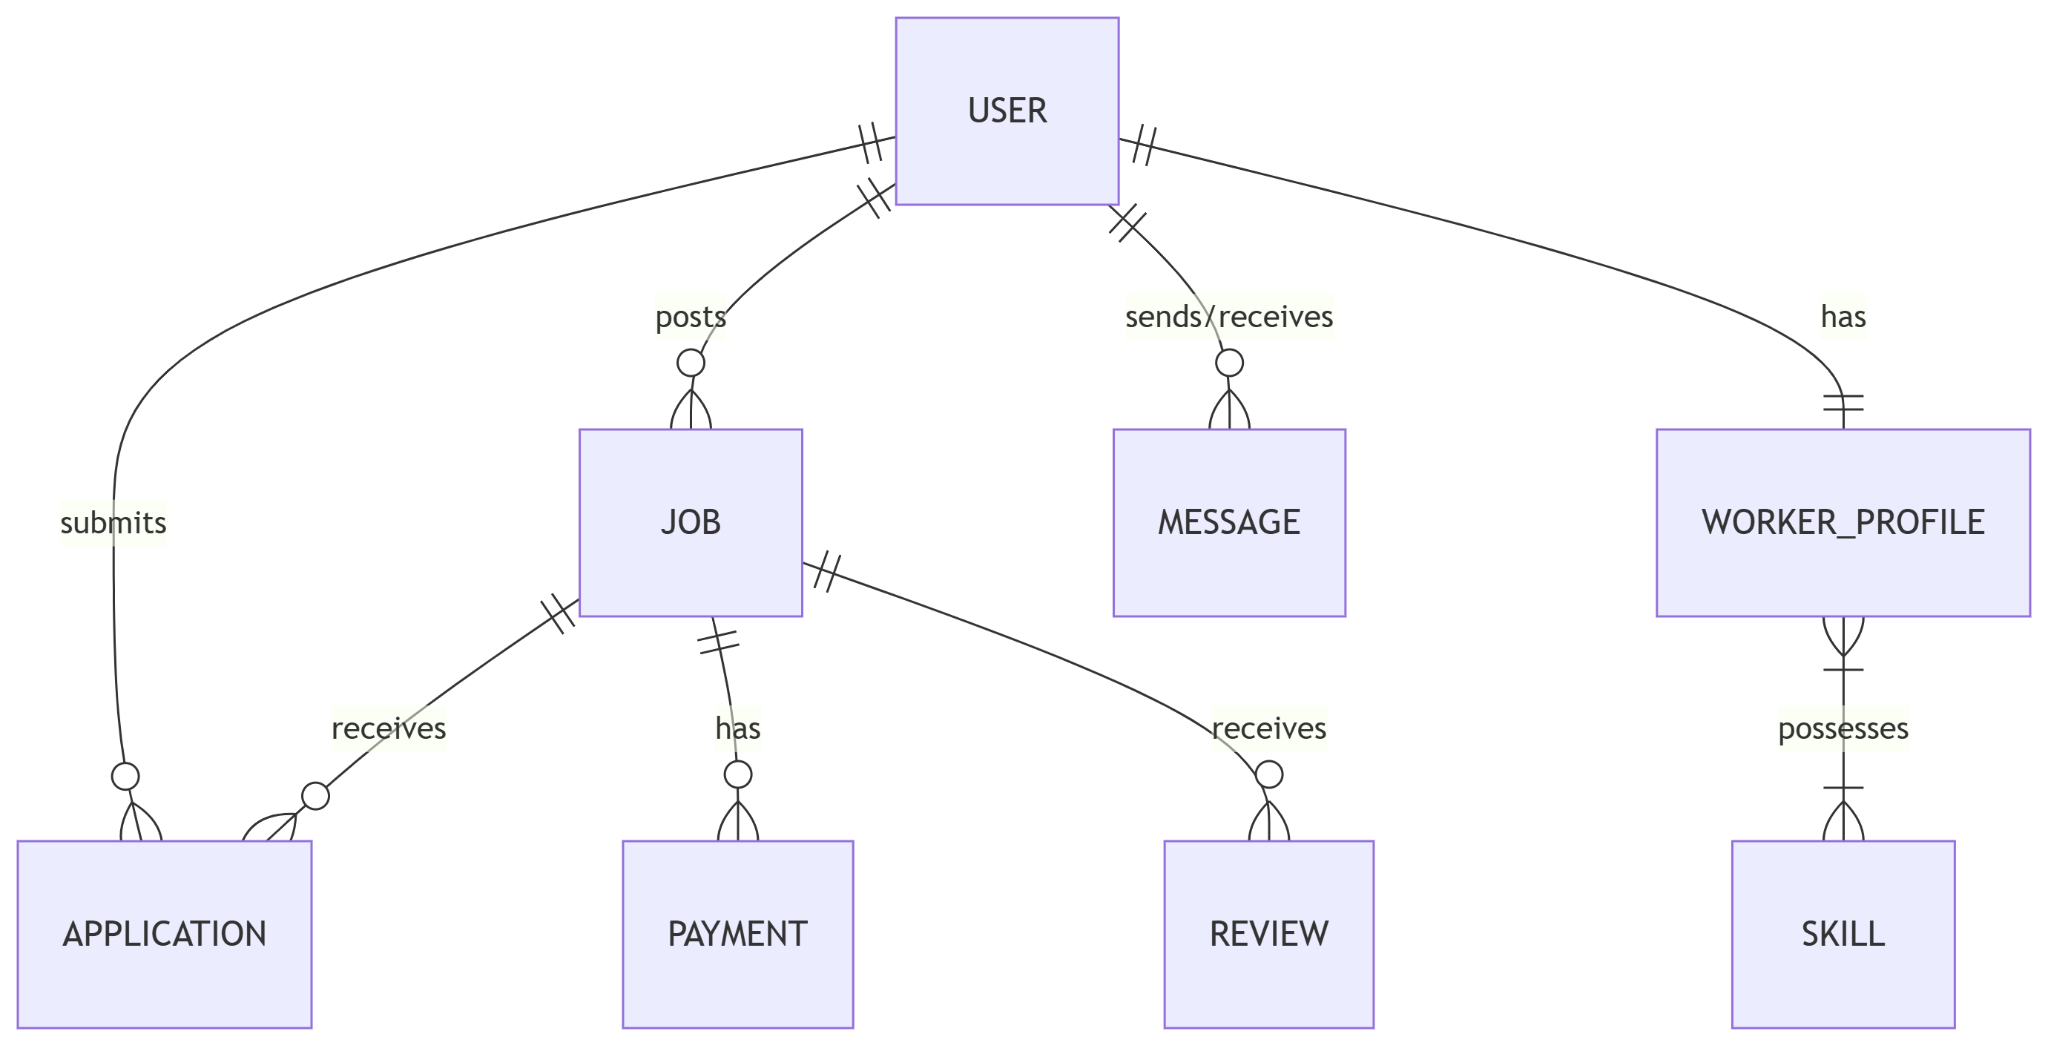 USER
posts
sends/receives
has
submits
JOB
MESSAGE
WORKER_PROFILE
receives
has
receives
possesses
APPLICATION
PAYMENT
REVIEW
SKILL